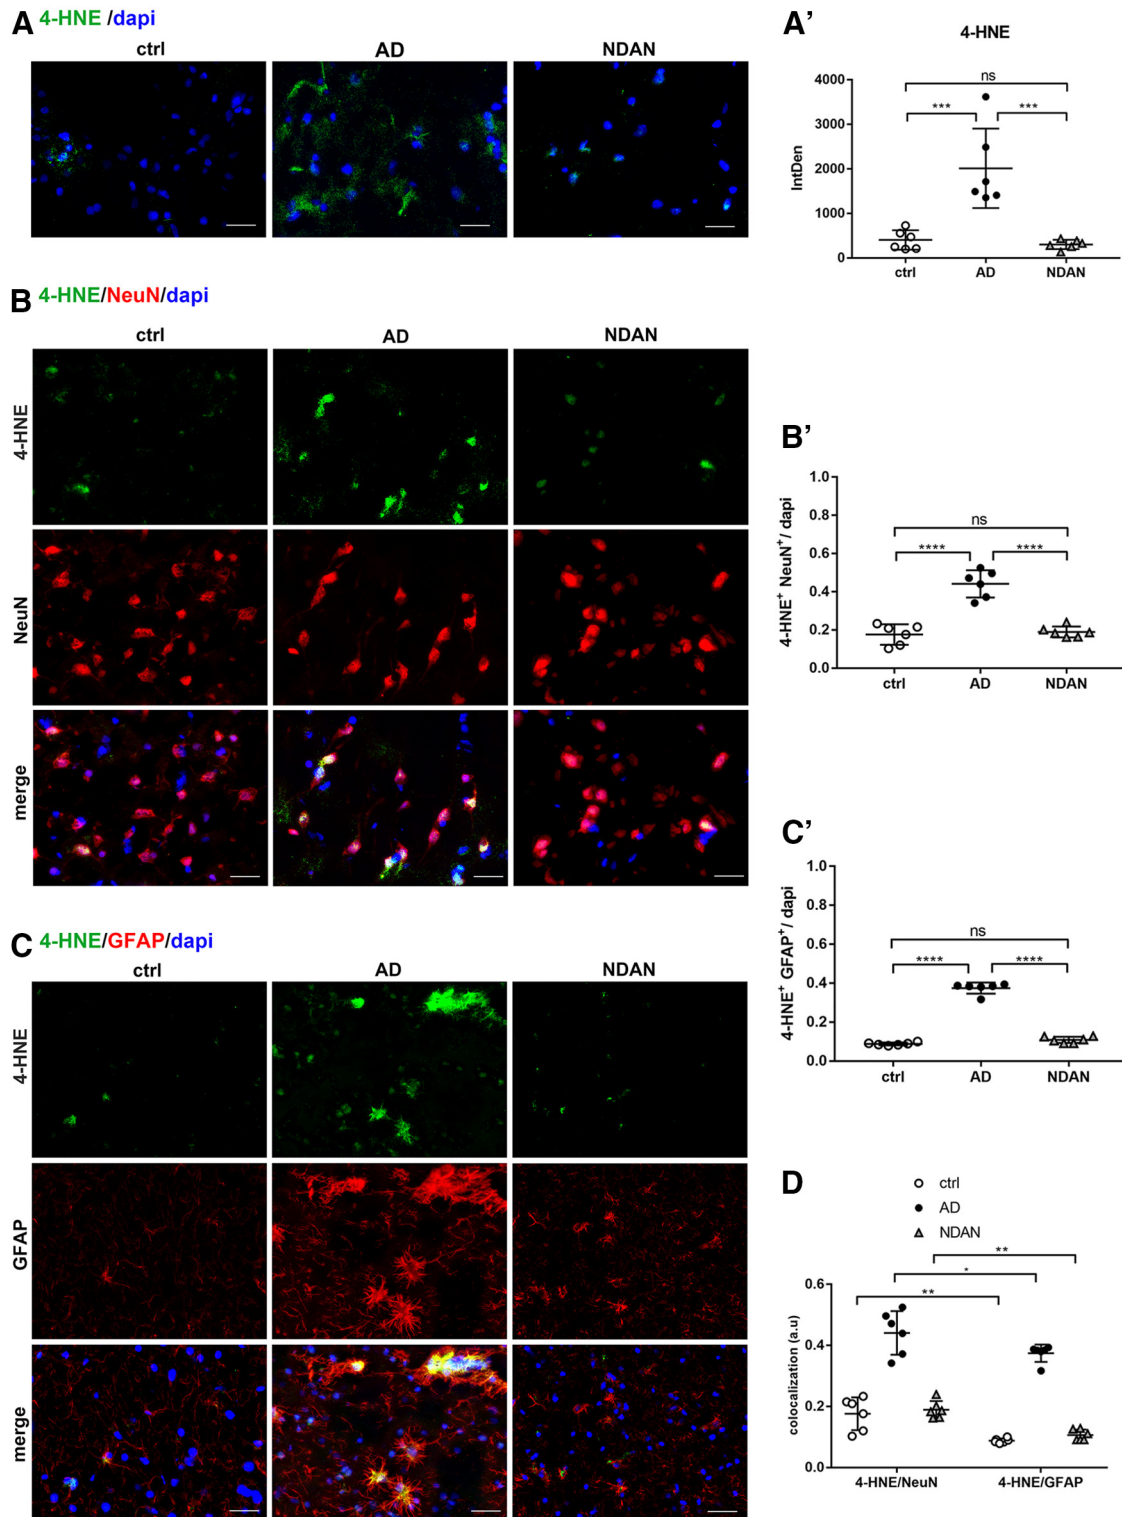 A 4-HNE /dapi
ctrl AD NDAN
A’
4-HNE
ns
*** ***
4000
3000
2000
1000
0
IntDen
ctrl AD NDAN
B 4-HNE/NeuN/dapi
ctrl AD NDAN
4-HNE
NeuN
merge
B’
1.0
0.8
0.6
0.4
0.2
0.0
4-HNE+ NeuN+/ dapi
ns
**** ****
ctrl AD NDAN
C 4-HNE/GFAP/dapi
ctrl AD NDAN
4-HNE
GFAP
merge
C’
1.0
0.8
0.6
0.4
0.2
0.0
4-HNE+ GFAP+/ dapi
ns
**** ****
ctrl AD NDAN
D
ctrl
AD
NDAN
**
*
**
0.6
0.4
0.2
0.0
colocalization (a.u)
4-HNE/NeuN 4-HNE/GFAP